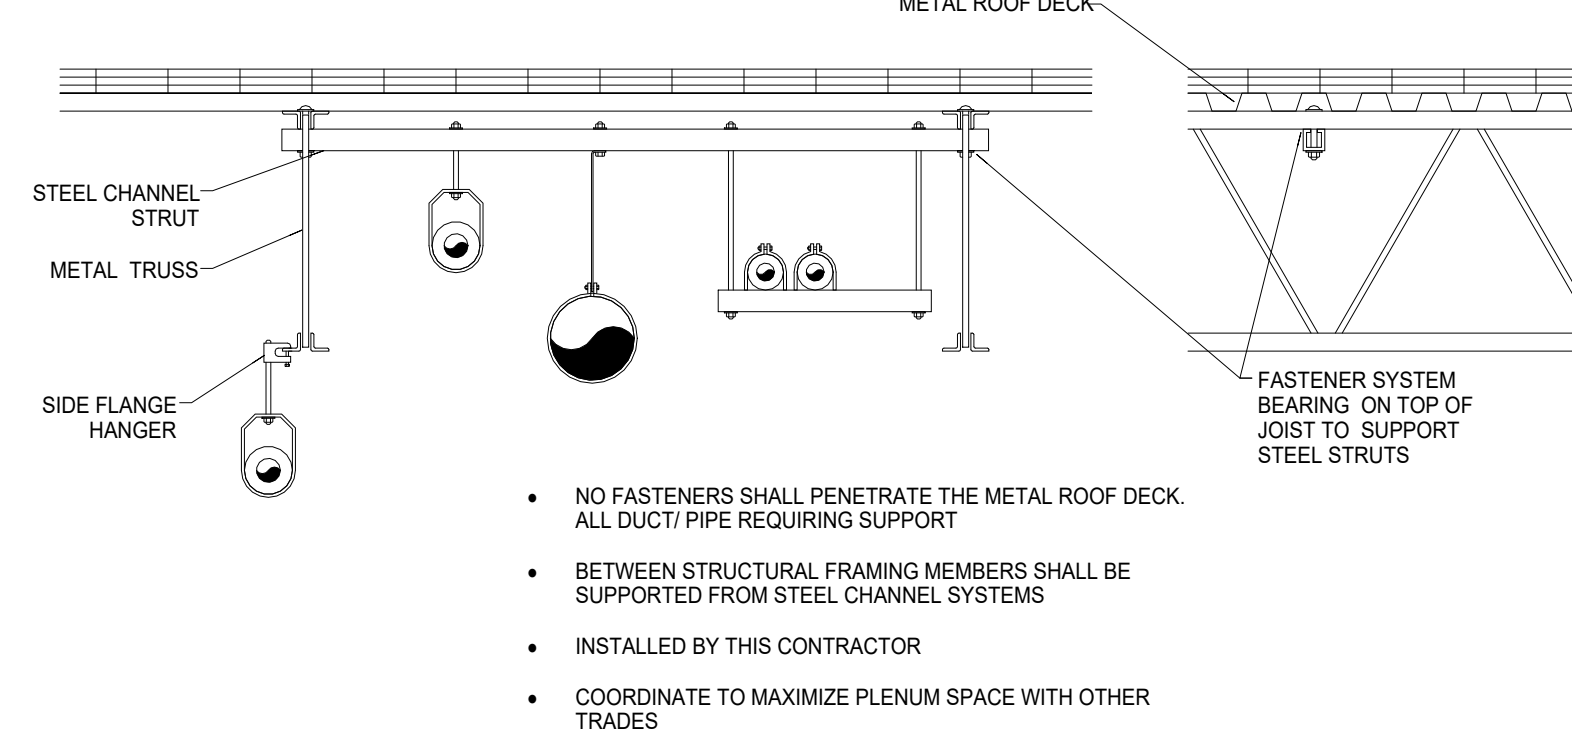 METAL ROOF DECK
STEEL CHANNEL
STRUT
METAL TRUSS
SIDE FLANGE
HANGER
FASTENER SYSTEM
BEARING ON TOP OF
JOIST TO SUPPORT
STEEL STRUTS
• NO FASTENERS SHALL PENETRATE THE METAL ROOF DECK.
ALL DUCT/ PIPE REQUIRING SUPPORT
• BETWEEN STRUCTURAL FRAMING MEMBERS SHALL BE
SUPPORTED FROM STEEL CHANNEL SYSTEMS
• INSTALLED BY THIS CONTRACTOR
• COORDINATE TO MAXIMIZE PLENUM SPACE WITH OTHER
TRADES